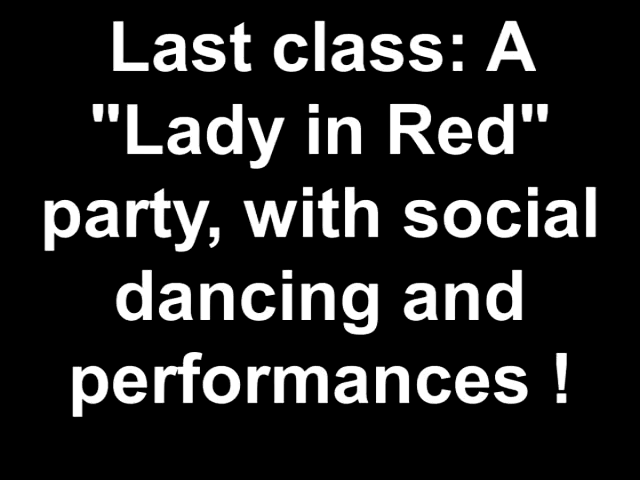 Last class: A
"Lady in Red"
party, with social
dancing and
performances !